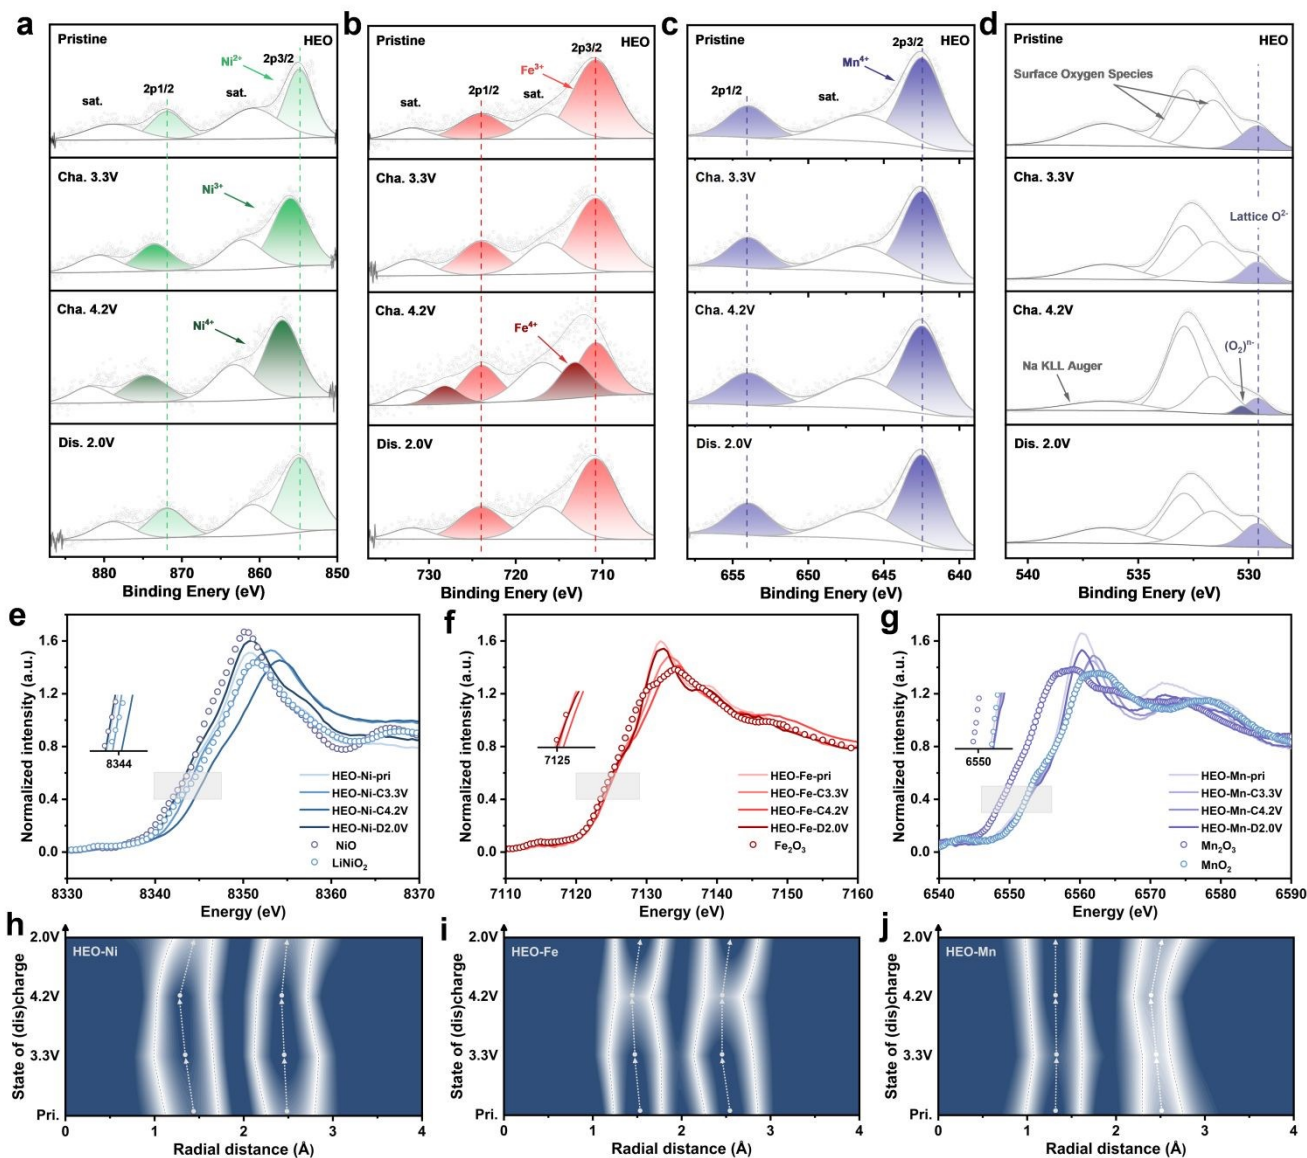 a
Pristine
HEO
2p3/2
Ni2+
2p1/2
sat.
sat.
Cha. 3.3V
Ni3+
Cha. 4.2V
Ni4+
Dis. 2.0V
880
870
860
850
Binding Enery (eV)
b
Pristine
HEO
2p3/2
Fe3+
2p1/2
sat.
sat.
Cha. 3.3V
Cha. 4.2V
Fe4+
Dis. 2.0V
730
720
710
Binding Enery (eV)
c
Pristine
HEO
2p3/2
Mn4+
2p1/2
sat.
Cha. 3.3V
Cha. 4.2V
Dis. 2.0V
655
650
645
640
Binding Enery (eV)
d
Pristine
HEO
Surface Oxygen Species
Cha. 3.3V
Lattice O2-
Cha. 4.2V
(O2)n-
Na KLL Auger
Dis. 2.0V
540
535
530
Binding Enery (eV)
e
Normalized intensity (a.u.)
1.6
1.2
0.8
0.4
0.0
8344
HEO-Ni-pri
HEO-Ni-C3.3V
HEO-Ni-C4.2V
HEO-Ni-D2.0V
NiO
LiNiO2
8330
8340
8350
8360
8370
Energy (eV)
f
Normalized intensity (a.u.)
1.6
1.2
0.8
0.4
0.0
7125
HEO-Fe-pri
HEO-Fe-C3.3V
HEO-Fe-C4.2V
HEO-Fe-D2.0V
Fe2O3
7110
7120
7130
7140
7150
7160
Energy (eV)
g
Normalized intensity (a.u.)
1.6
1.2
0.8
0.4
0.0
6550
HEO-Mn-pri
HEO-Mn-C3.3V
HEO-Mn-C4.2V
HEO-Mn-D2.0V
Mn2O3
MnO2
6540
6550
6560
6570
6580
6590
Energy (eV)
h
State of (dis)charge
2.0V
4.2V
3.3V
Pri.
HEO-Ni
0
1
2
3
4
Radial distance (Å)
i
State of (dis)charge
2.0V
4.2V
3.3V
Pri.
HEO-Fe
0
1
2
3
4
Radial distance (Å)
j
State of (dis)charge
2.0V
4.2V
3.3V
Pri.
HEO-Mn
0
1
2
3
4
Radial distance (Å)